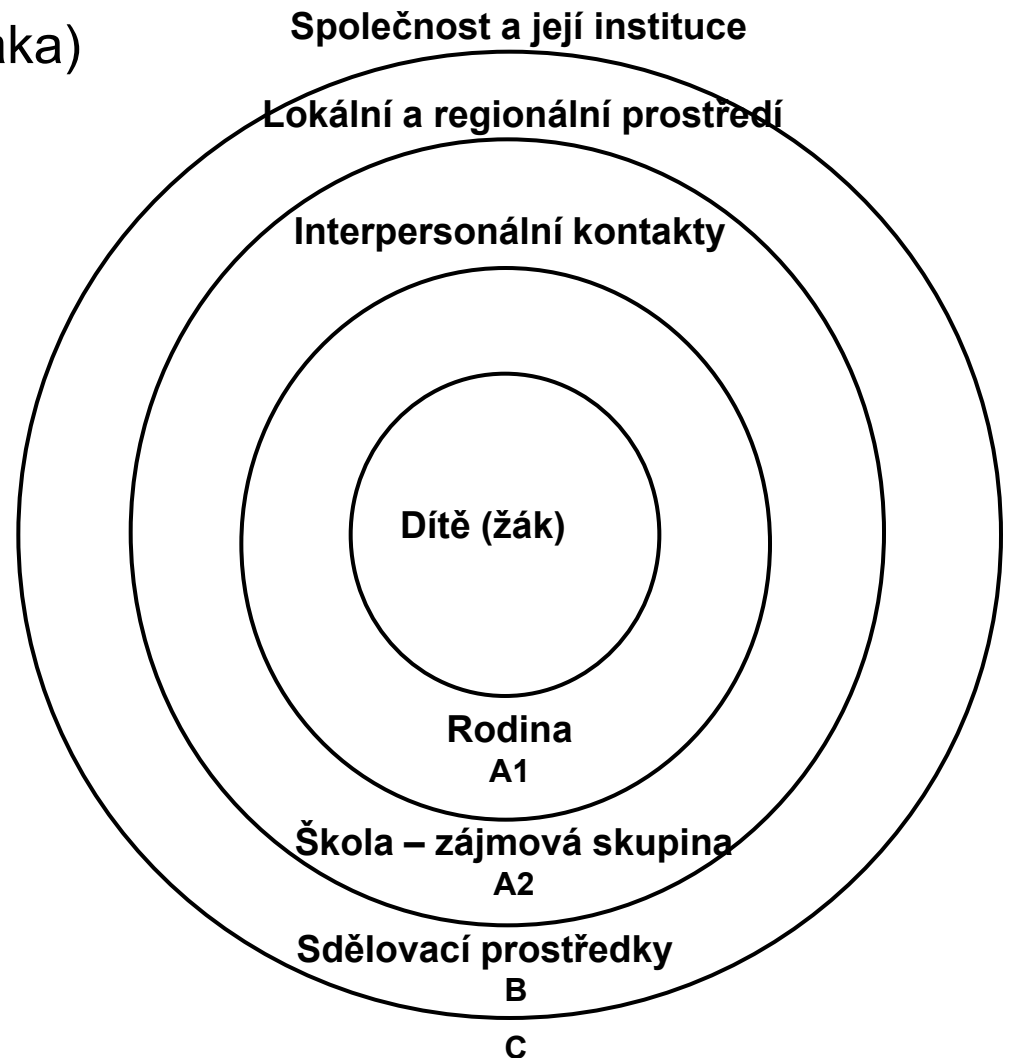 Společnost a její instituce
aka)
Lokální a regionální prostředí
Interpersonální kontakty
Dítě (žák)
Rodina
A1
Škola – zájmová skupina
A2
Sdělovací prostředky
B
C